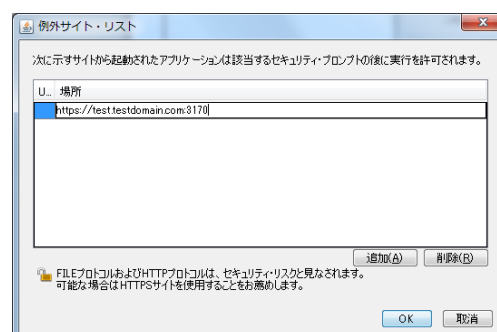 例外サイト・リスト
次に示すサイトから起動されたアプリケーションは該当するセキュリティ・プロンプトの後に実行を許可されます。
U... 場所
https://test.testdomain.com:3170
追加(A) 削除(R)
FILEプロトコルおよびHTTPプロトコルは、セキュリティ・リスクと見なされます。
可能な場合はHTTPSサイトを使用することをお薦めします。
OK 取消